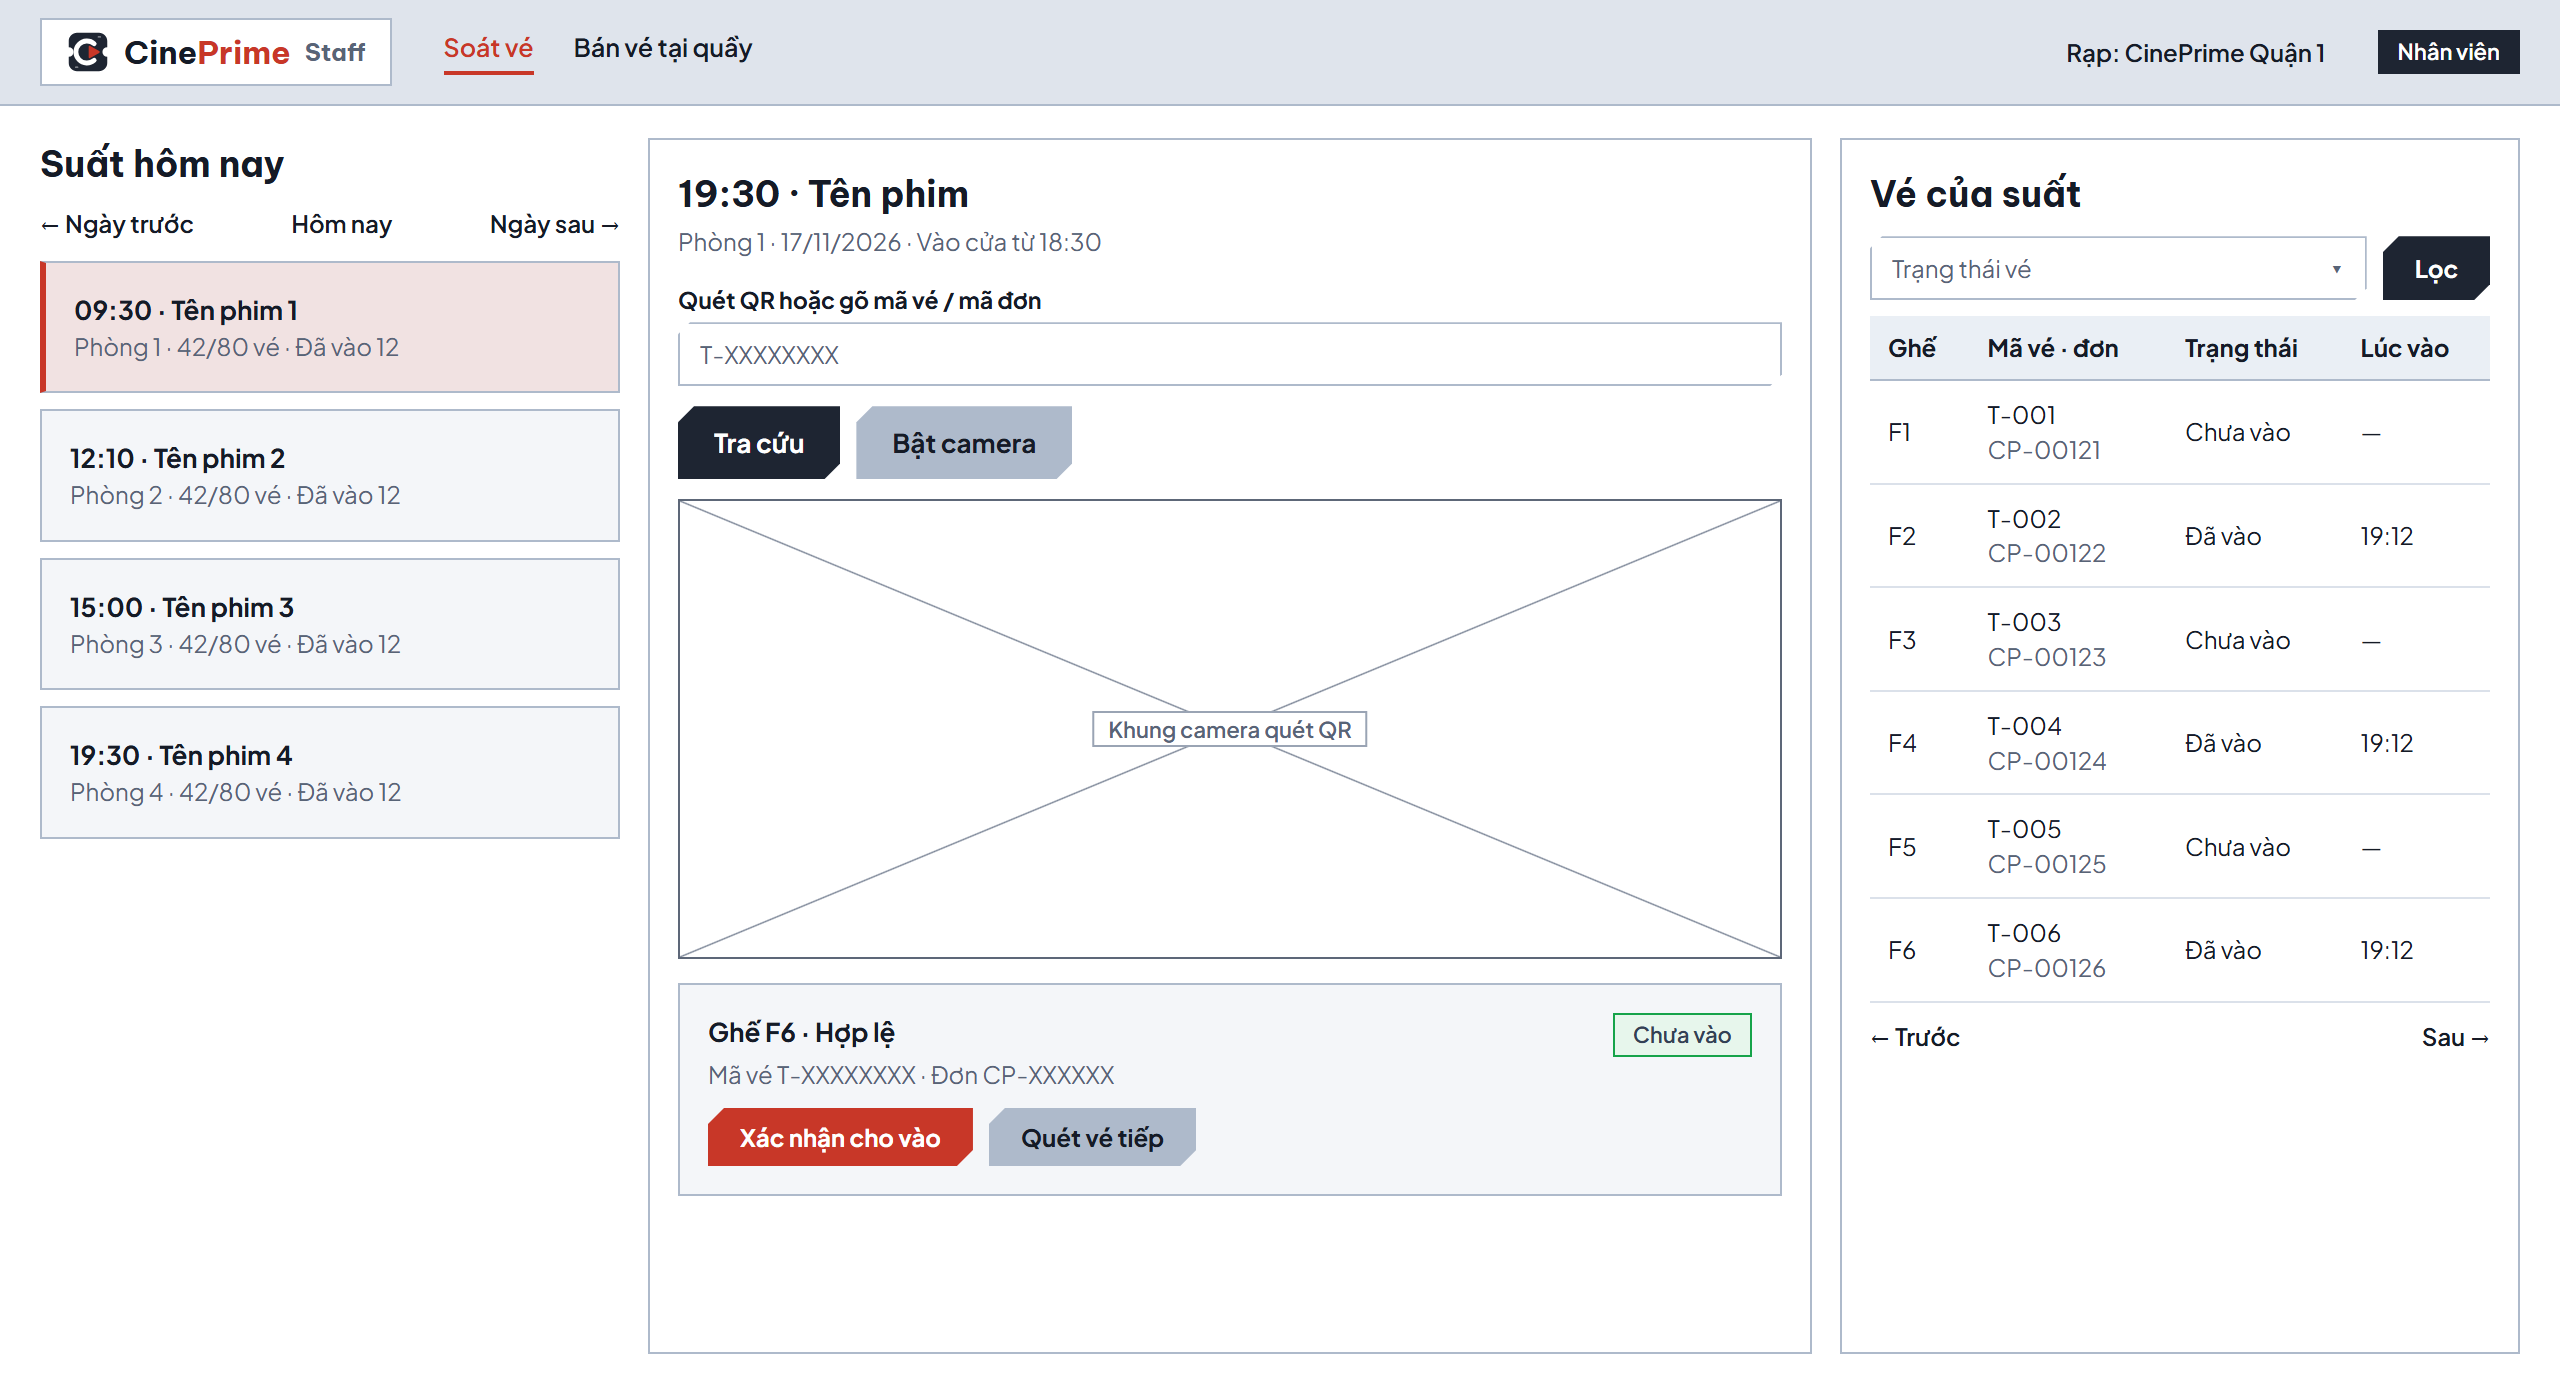 CinePrime Staff
Soát vé
Bán vé tại quầy
Rạp: CinePrime Quận 1
Nhân viên
Suất hôm nay
← Ngày trước
Hôm nay
Ngày sau →
09:30 · Tên phim 1
Phòng 1 · 42/80 vé · Đã vào 12
12:10 · Tên phim 2
Phòng 2 · 42/80 vé · Đã vào 12
15:00 · Tên phim 3
Phòng 3 · 42/80 vé · Đã vào 12
19:30 · Tên phim 4
Phòng 4 · 42/80 vé · Đã vào 12
19:30 · Tên phim
Phòng 1 · 17/11/2026 · Vào cửa từ 18:30
Quét QR hoặc gõ mã vé / mã đơn
T-XXXXXXXX
Tra cứu
Bật camera
Khung camera quét QR
Ghế F6 · Hợp lệ
Chưa vào
Mã vé T-XXXXXXXX · Đơn CP-XXXXXX
Xác nhận cho vào
Quét vé tiếp
Vé của suất
Trạng thái vé ▾
Lọc
Ghế Mã vé · đơn Trạng thái Lúc vào
F1 T-001 Chưa vào —
CP-00121
F2 T-002 Đã vào 19:12
CP-00122
F3 T-003 Chưa vào —
CP-00123
F4 T-004 Đã vào 19:12
CP-00124
F5 T-005 Chưa vào —
CP-00125
F6 T-006 Đã vào 19:12
CP-00126
← Trước
Sau →